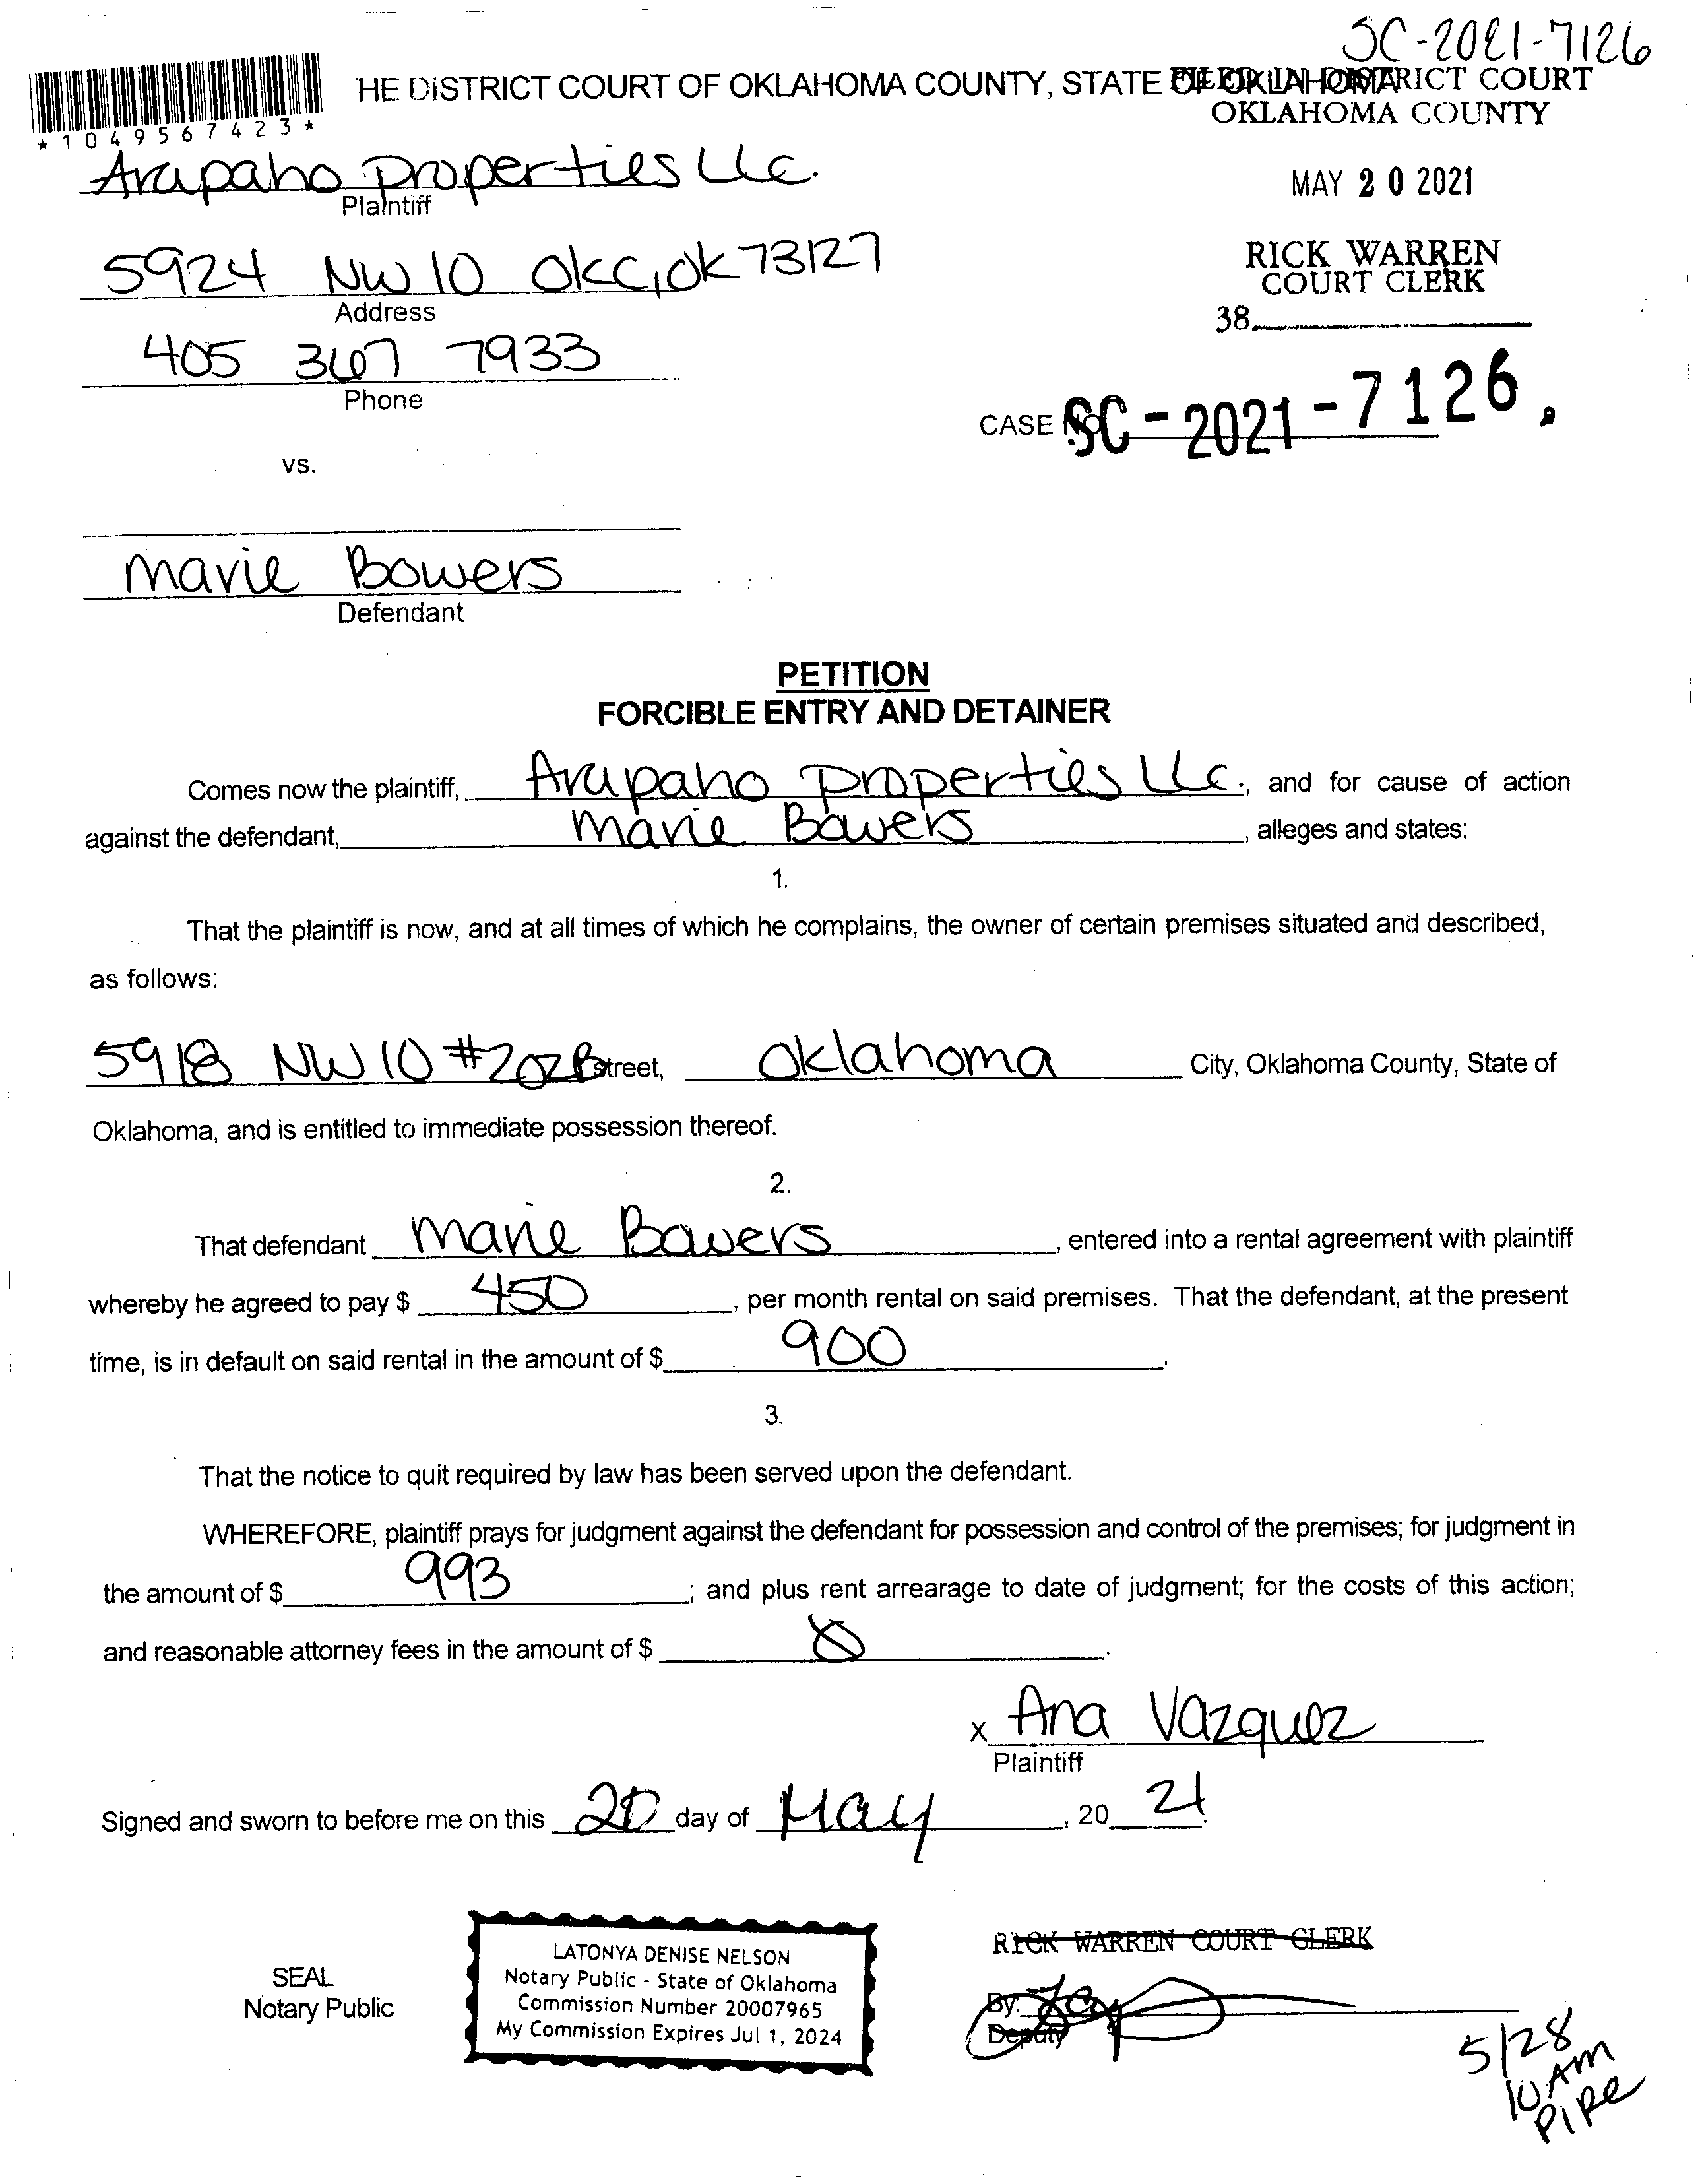 SC-2021-7126
HE DISTRICT COURT OF OKLAHOMA COUNTY, STATE OF OKLAHOMA
FILED IN DISTRICT COURT
OKLAHOMA COUNTY
*1049567423*
Arapaho Properties LLC.
Plaintiff
MAY 20 2021
5924 NW 10 OKC, OK 73127
Address
RICK WARREN
COURT CLERK
38
405 367 7933
Phone
CASE NO. SC-2021-7126.
vs.
Marie Bowers
Defendant
PETITION
FORCIBLE ENTRY AND DETAINER
Comes now the plaintiff, Arapaho Properties LLC., and for cause of action
against the defendant, Marie Bowers, alleges and states:
1.
That the plaintiff is now, and at all times of which he complains, the owner of certain premises situated and described,
as follows:
5918 NW 10 #202B Street, Oklahoma City, Oklahoma County, State of
Oklahoma, and is entitled to immediate possession thereof.
2.
That defendant Marie Bowers, entered into a rental agreement with plaintiff
whereby he agreed to pay $ 450, per month rental on said premises. That the defendant, at the present
time, is in default on said rental in the amount of $ 900.
3.
That the notice to quit required by law has been served upon the defendant.
WHEREFORE, plaintiff prays for judgment against the defendant for possession and control of the premises; for judgment in
the amount of $ 993; and plus rent arrearage to date of judgment; for the costs of this action;
and reasonable attorney fees in the amount of $ 0.
x Ana Vazquez
Plaintiff
Signed and sworn to before me on this 20 day of May, 20 21.
SEAL
Notary Public
LATONYA DENISE NELSON
Notary Public - State of Oklahoma
Commission Number 20007965
My Commission Expires Jul 1, 2024
RICK WARREN COURT CLERK
By:
Deputy
5/28
10 AM
PIPE